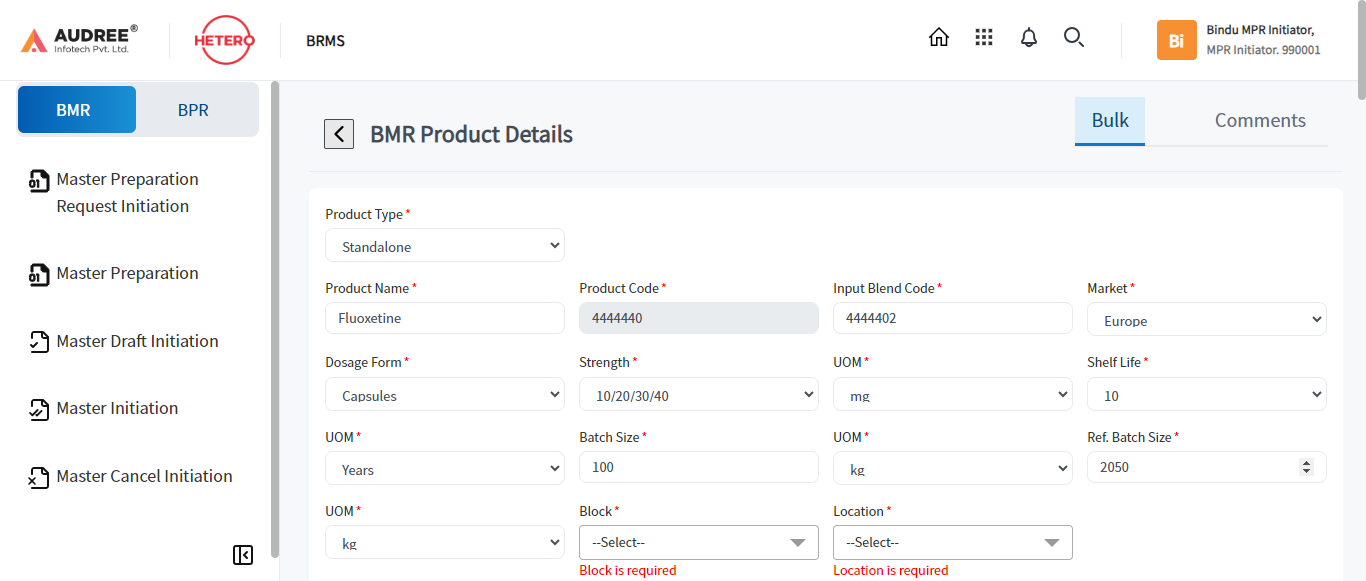 AUDREE®
Infotech Pvt. Ltd.
HETERO
BRMS
Bi
Bindu MPR Initiator,
MPR Initiator. 990001
BMR
BPR
Master Preparation
Request Initiation
Master Preparation
Master Draft Initiation
Master Initiation
Master Cancel Initiation
BMR Product Details
Bulk
Comments
Product Type *
Standalone
Product Name * Product Code * Input Blend Code * Market *
Fluoxetine 4444440 4444402 Europe
Dosage Form * Strength * UOM * Shelf Life *
Capsules 10/20/30/40 mg 10
UOM * Batch Size * UOM * Ref. Batch Size *
Years 100 kg 2050
UOM * Block * Location *
kg --Select-- --Select--
Block is required Location is required